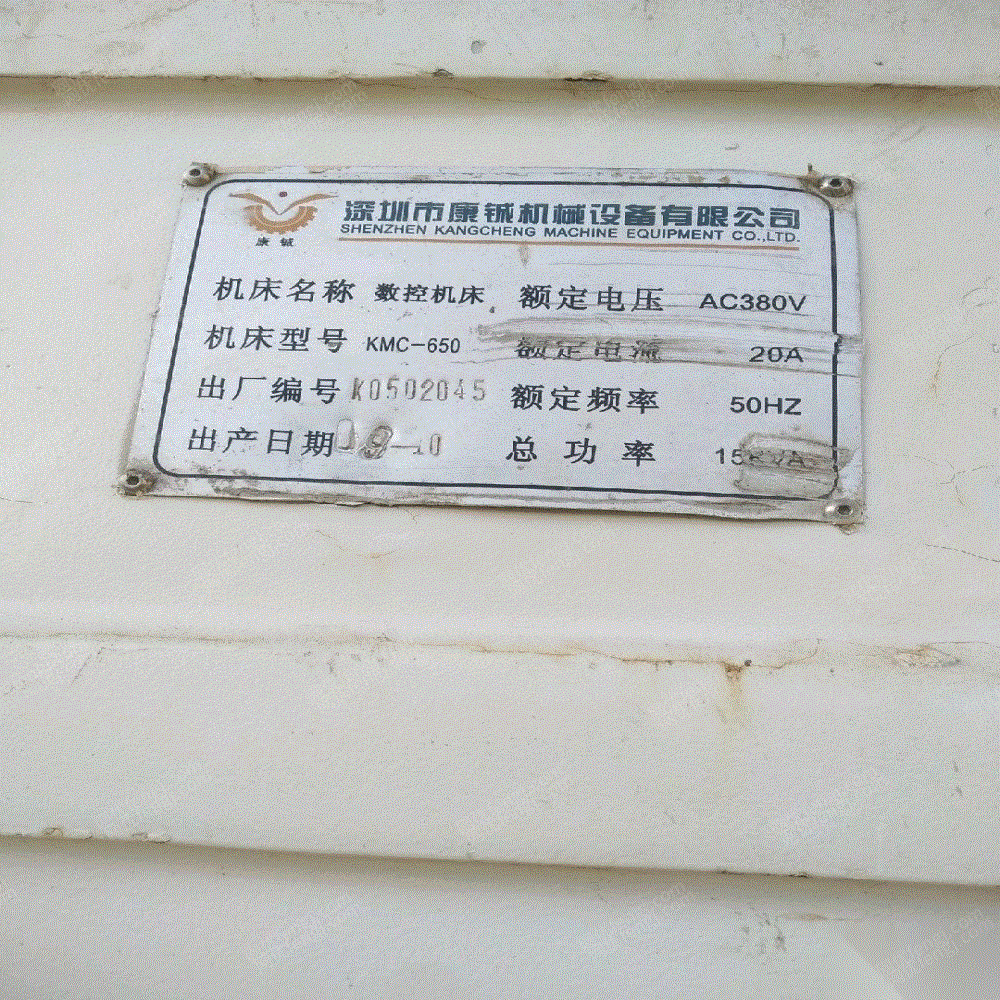 康铖
深圳市康铖机械设备有限公司
SHENZHEN KANGCHENG MACHINE EQUIPMENT CO.,LTD.
机床名称 数控机床 额定电压 AC380V
机床型号 KMC-650 额定电流 20A
出厂编号 K0502045 额定频率 50HZ
出产日期 总功率